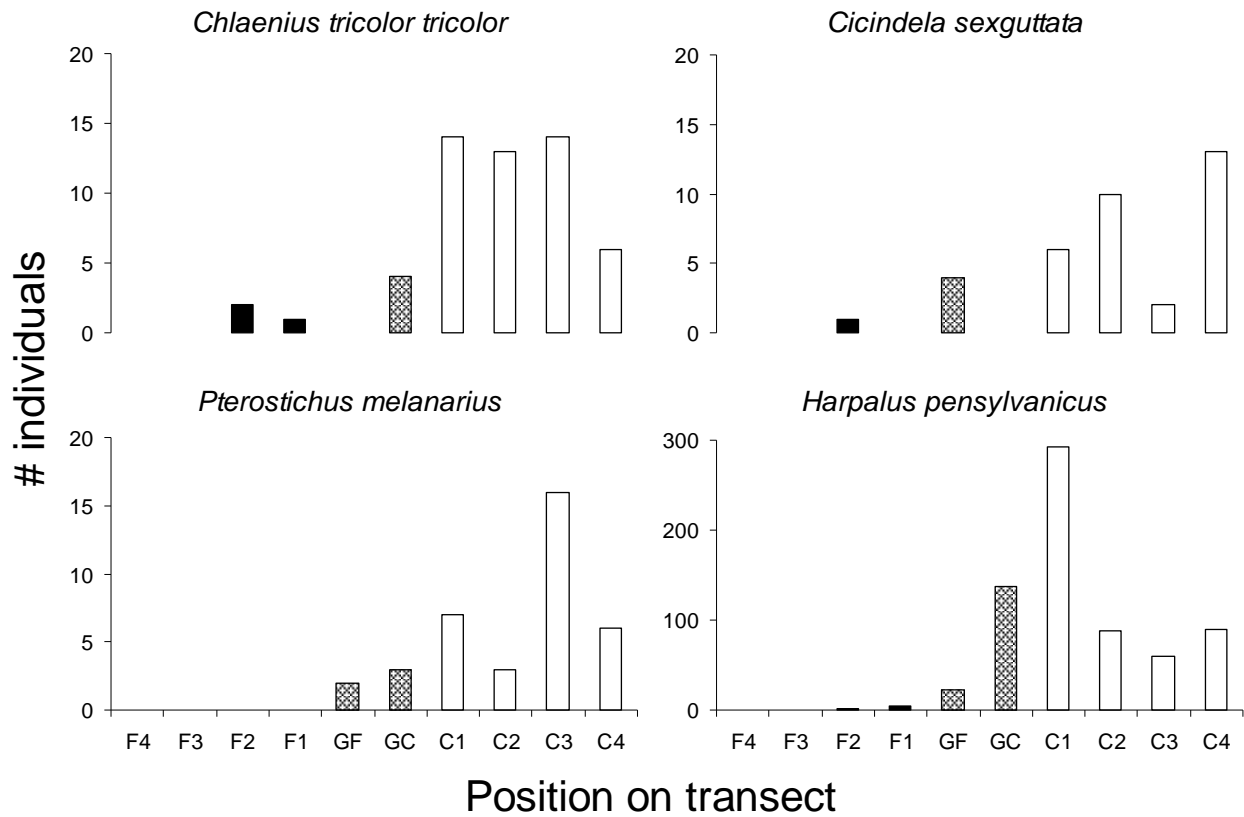 Chlaenius tricolor tricolor
Cicindela sexguttata
20
15
10
5
0
20
15
10
5
0
# individuals
Pterostichus melanarius
Harpalus pensylvanicus
20
15
10
5
0
300
200
100
0
F4 F3 F2 F1 GF GC C1 C2 C3 C4
F4 F3 F2 F1 GF GC C1 C2 C3 C4
Position on transect